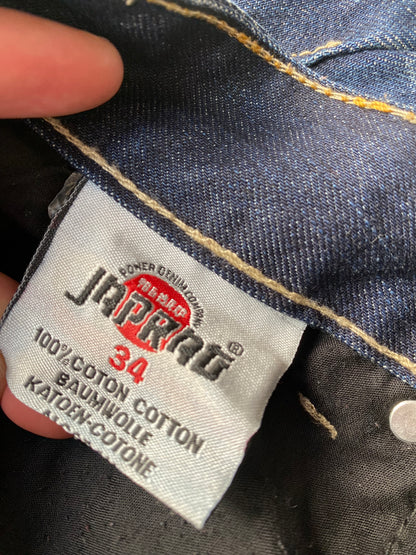 POWER DENIM COMPANY
JAPRAG®
34
100% COTON COTTON
BAUMWOLLE
KATOEN-COTONE